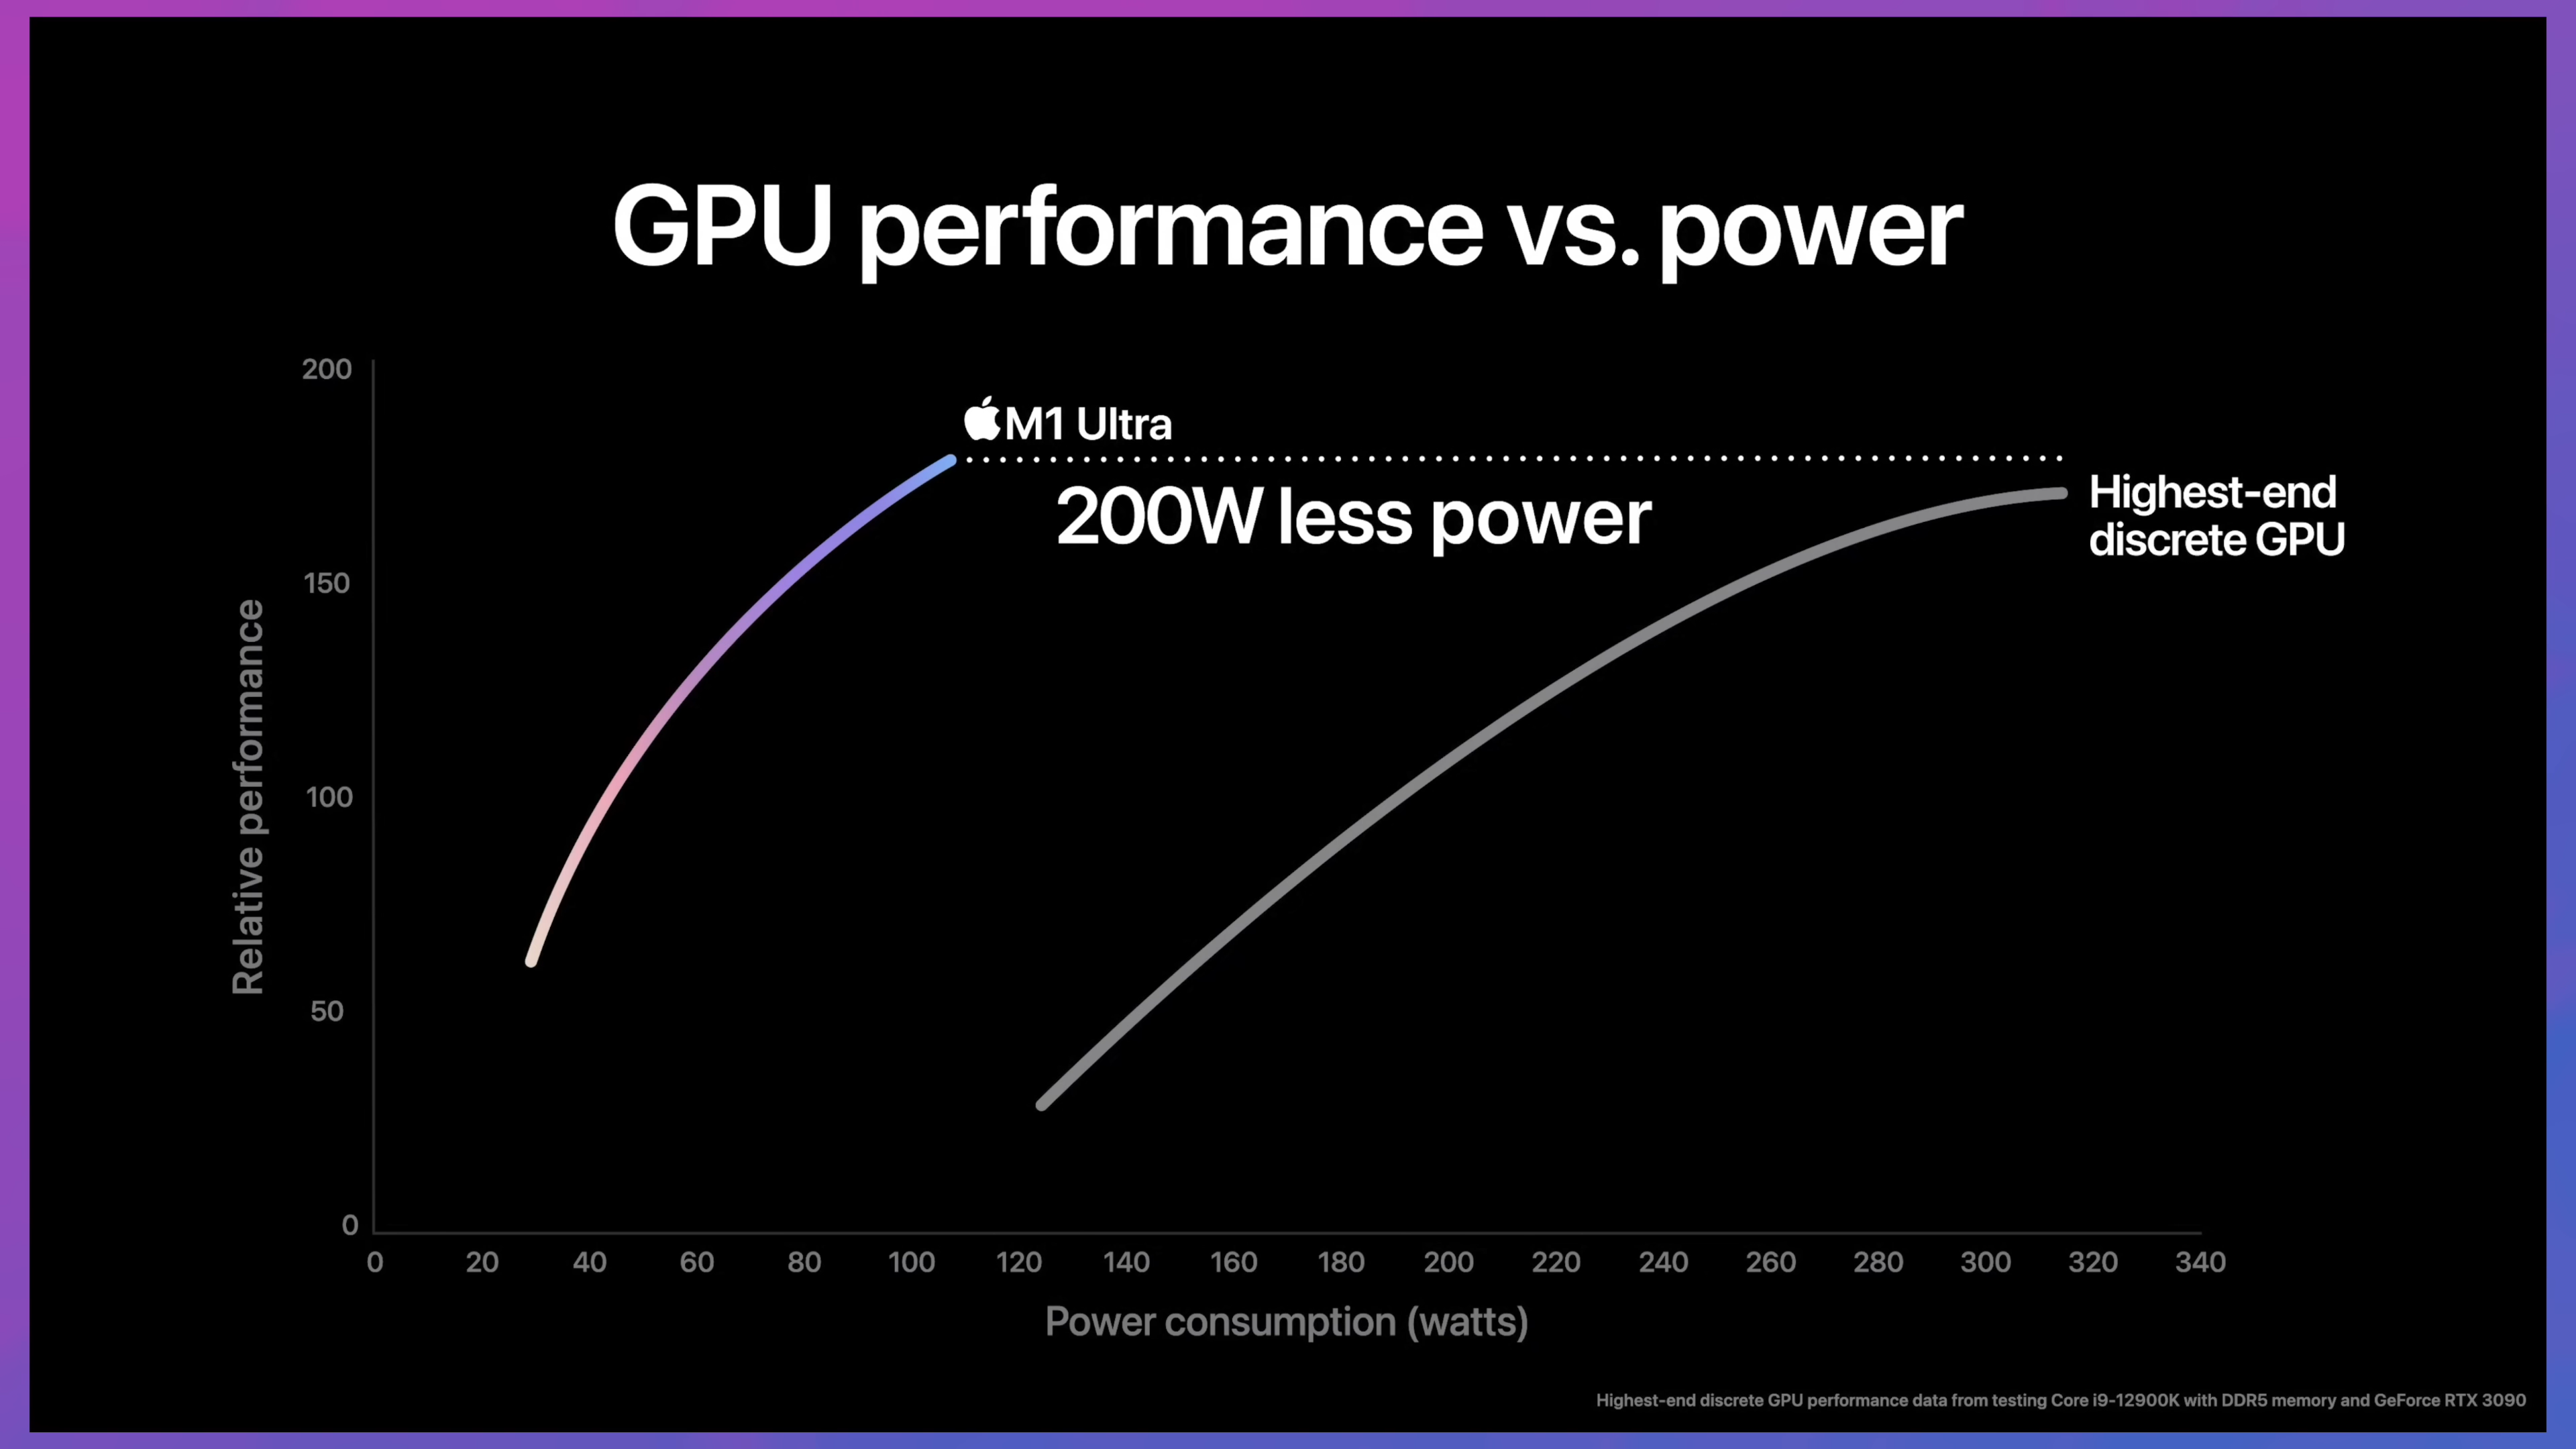 GPU performance vs. power
200
M1 Ultra
200W less power
Highest-end
discrete GPU
150
Relative performance
100
50
0
0 20 40 60 80 100 120 140 160 180 200 220 240 260 280 300 320 340
Power consumption (watts)
Highest-end discrete GPU performance data from testing Core i9-12900K with DDR5 memory and GeForce RTX 3090